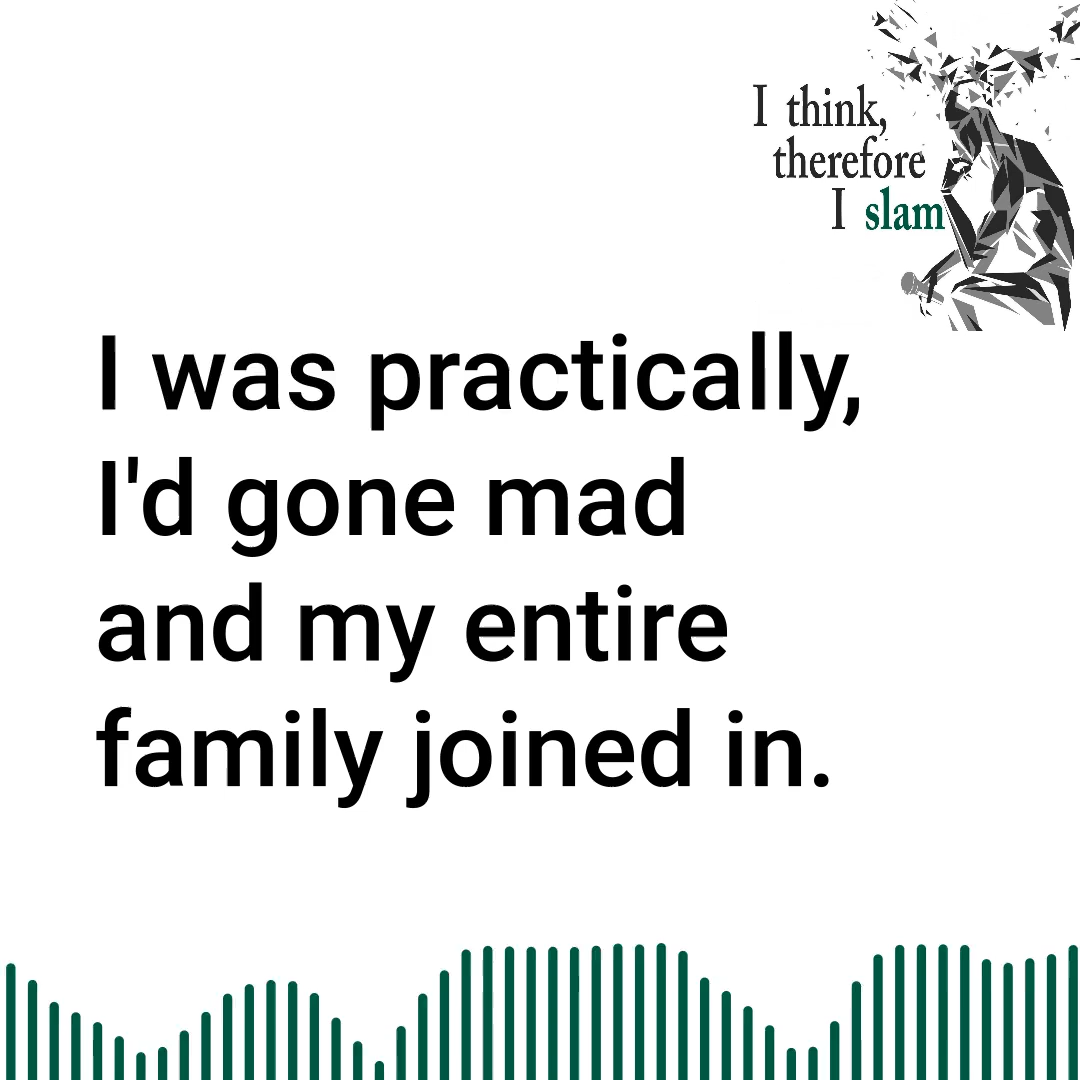 I think,
therefore
I slam
I was practically,
I'd gone mad
and my entire
family joined in.